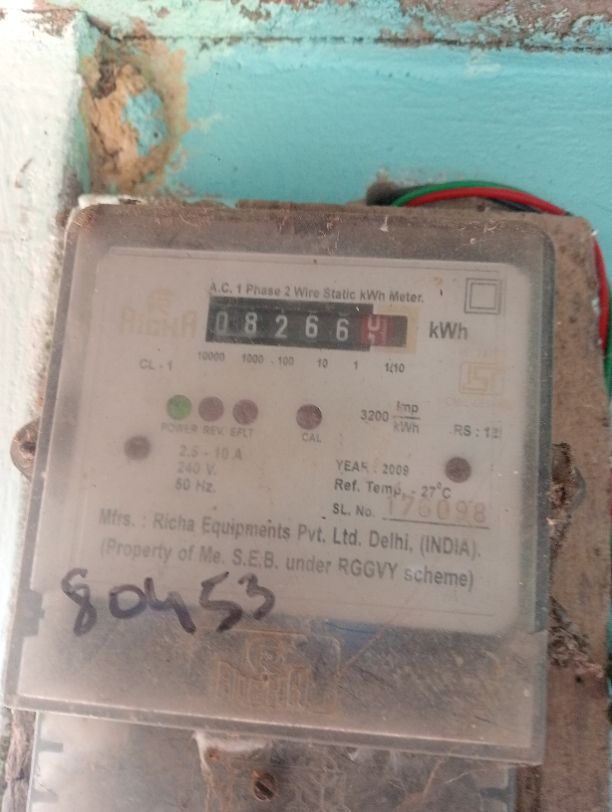 A.C. 1 Phase 2 Wire Static kWh Meter.
RICHA
08266 kWh
10000 1000 100 10 1 1/10
CL - 1
3200 Imp/kWh
POWER REV. EFLT
CAL
RS : 12
2.5 - 10 A
240 V.
50 Hz.
YEAR : 2009
Ref. Temp. - 27°C
SL. No. 176098
Mfrs. : Richa Equipments Pvt. Ltd. Delhi, (INDIA).
(Property of Me. S.E.B. under RGGVY scheme)
80453
RICHA